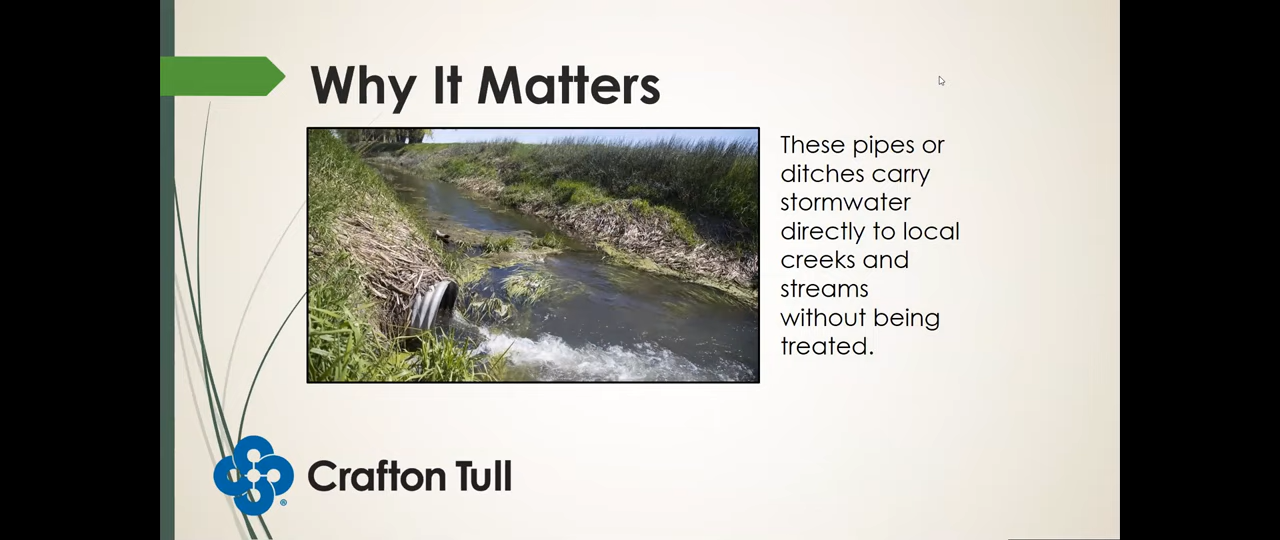 Why It Matters
These pipes or
ditches carry
stormwater
directly to local
creeks and
streams
without being
treated.
Crafton Tull
®